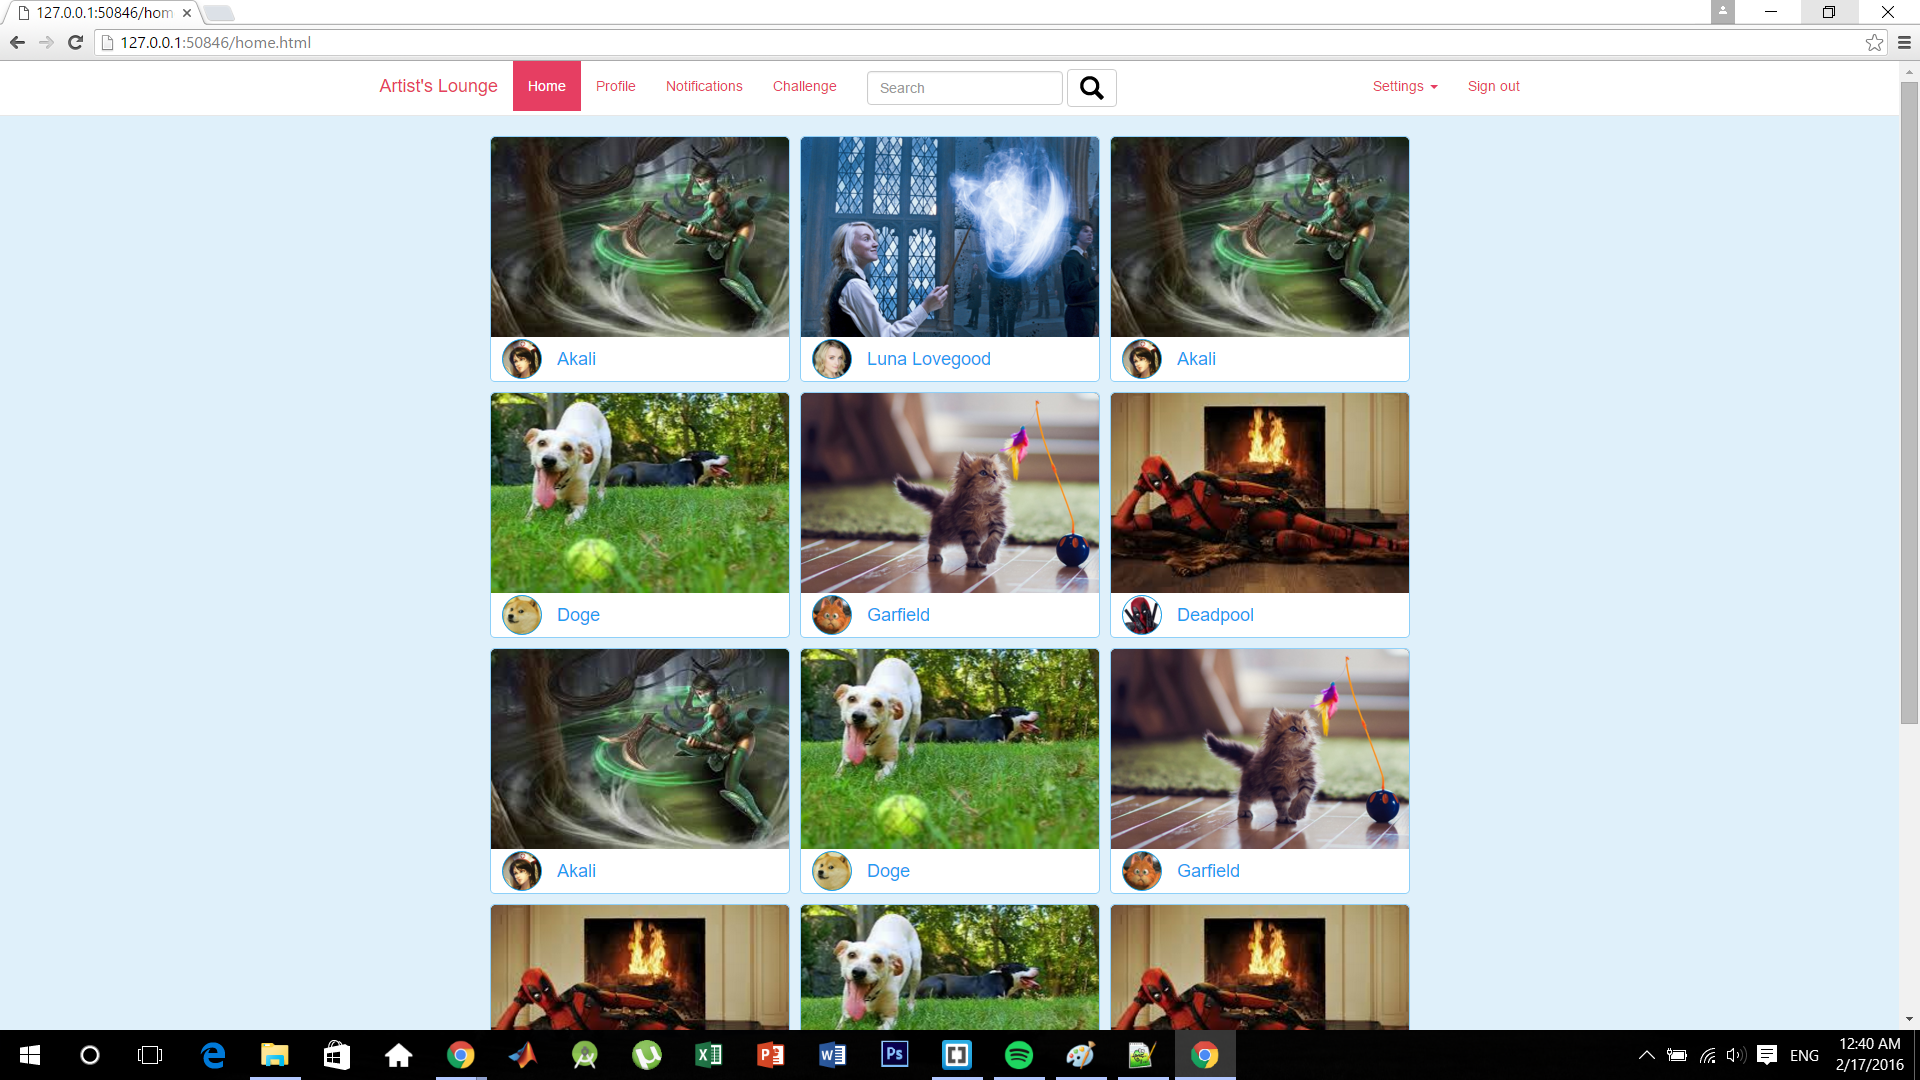 127.0.0.1:50846/hom
127.0.0.1:50846/home.html
Artist's Lounge Home Profile Notifications Challenge Search Settings Sign out
Akali Luna Lovegood Akali
Doge Garfield Deadpool
Akali Doge Garfield
ENG
12:40 AM
2/17/2016